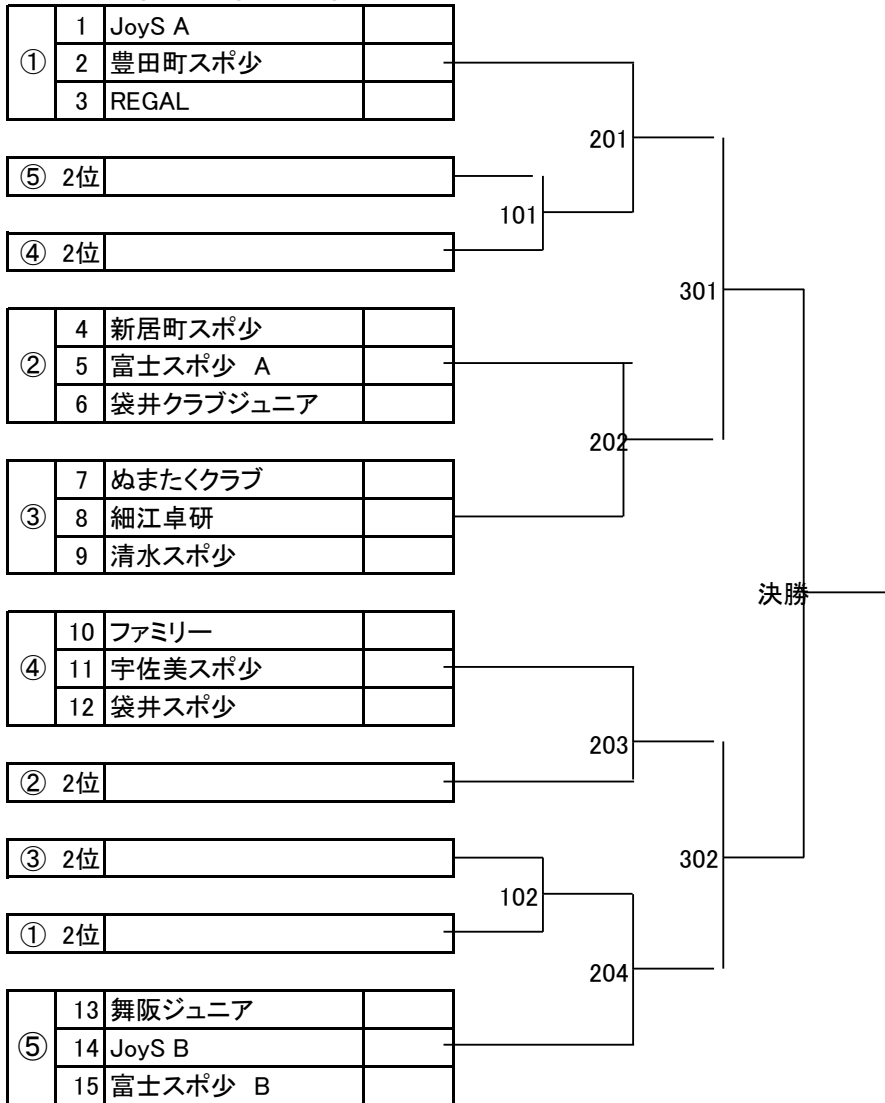 1 JoyS A
① 2 豊田町スポ少
3 REGAL
201
⑤ 2位
101
④ 2位
301
4 新居町スポ少
② 5 富士スポ少 A
6 袋井クラブジュニア
202
7 ぬまたくクラブ
③ 8 細江卓研
9 清水スポ少
決勝
10 ファミリー
④ 11 宇佐美スポ少
12 袋井スポ少
203
② 2位
③ 2位
302
102
① 2位
204
13 舞阪ジュニア
⑤ 14 JoyS B
15 富士スポ少 B